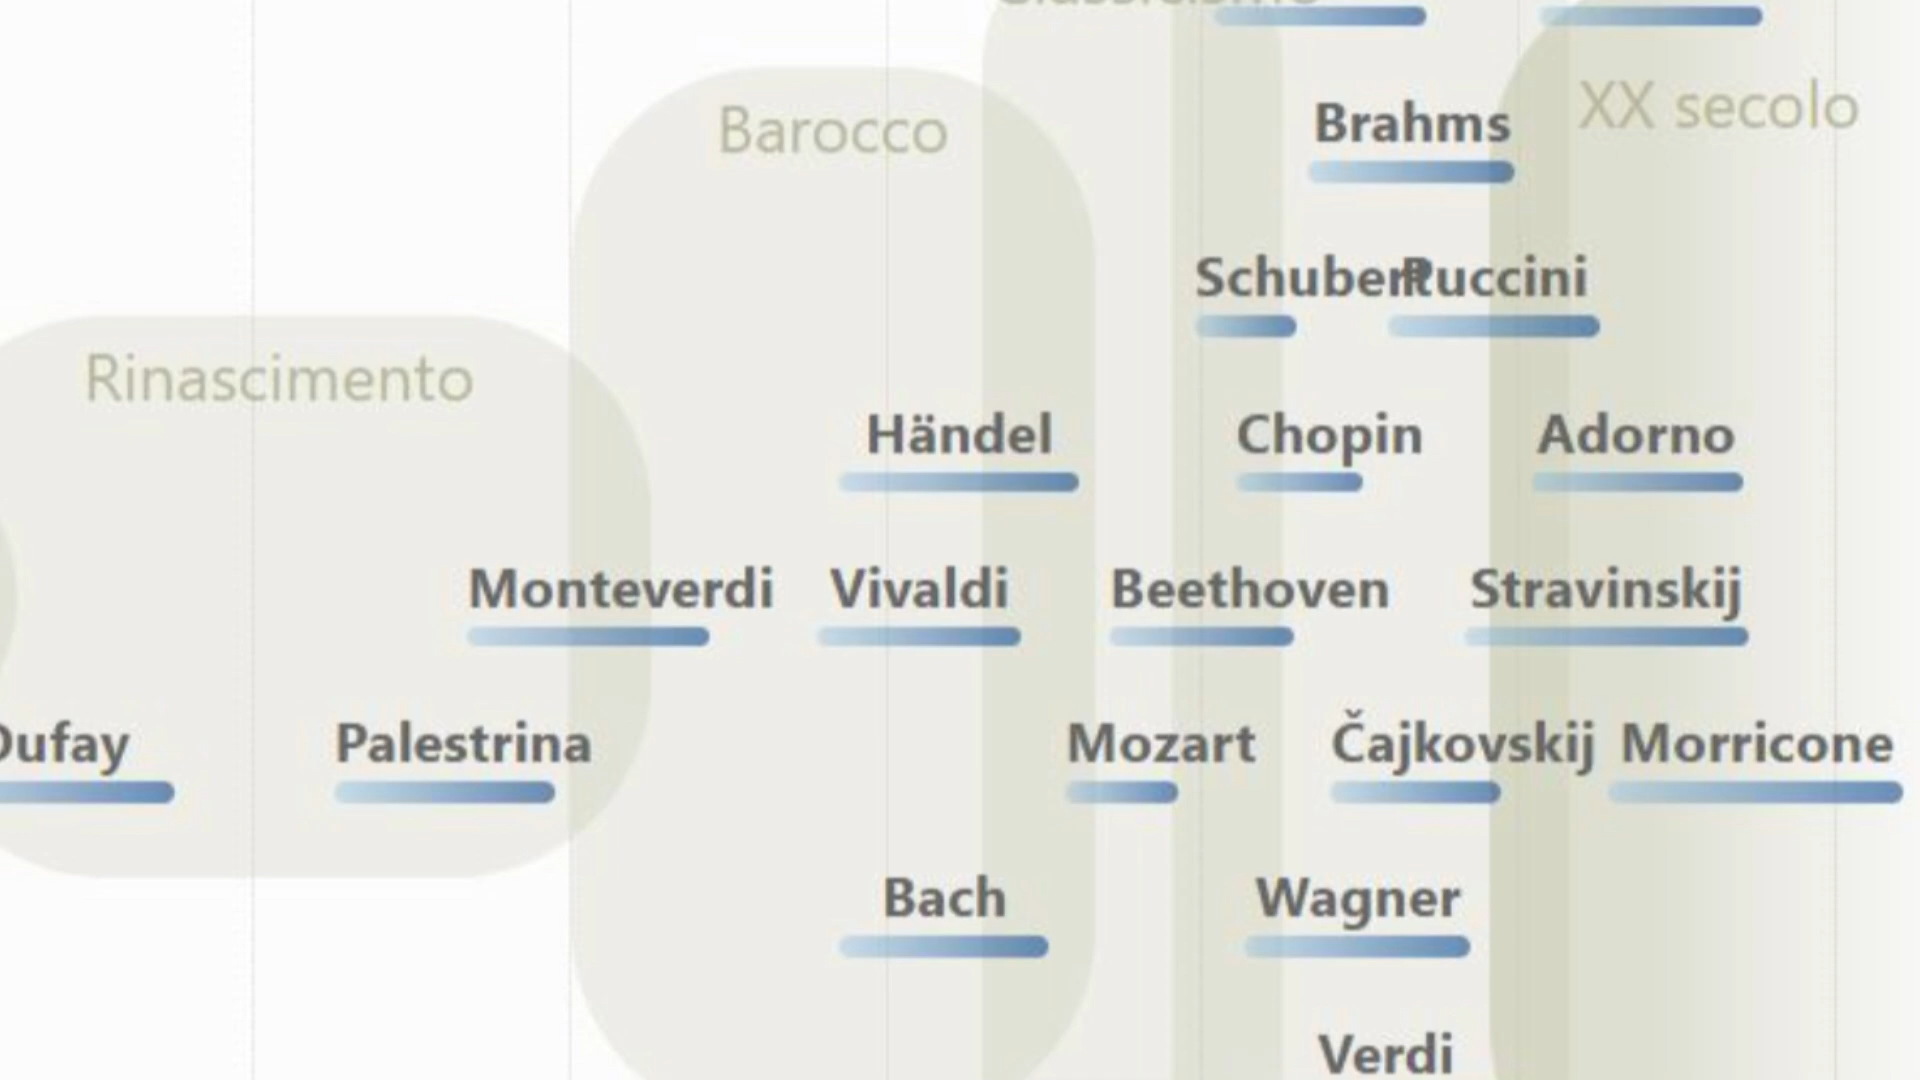 Classicismo
Barocco
XX secolo
Brahms
Schubert
Puccini
Rinascimento
Händel
Chopin
Adorno
Monteverdi
Vivaldi
Beethoven
Stravinskij
Dufay
Palestrina
Mozart
Čajkovskij
Morricone
Bach
Wagner
Verdi